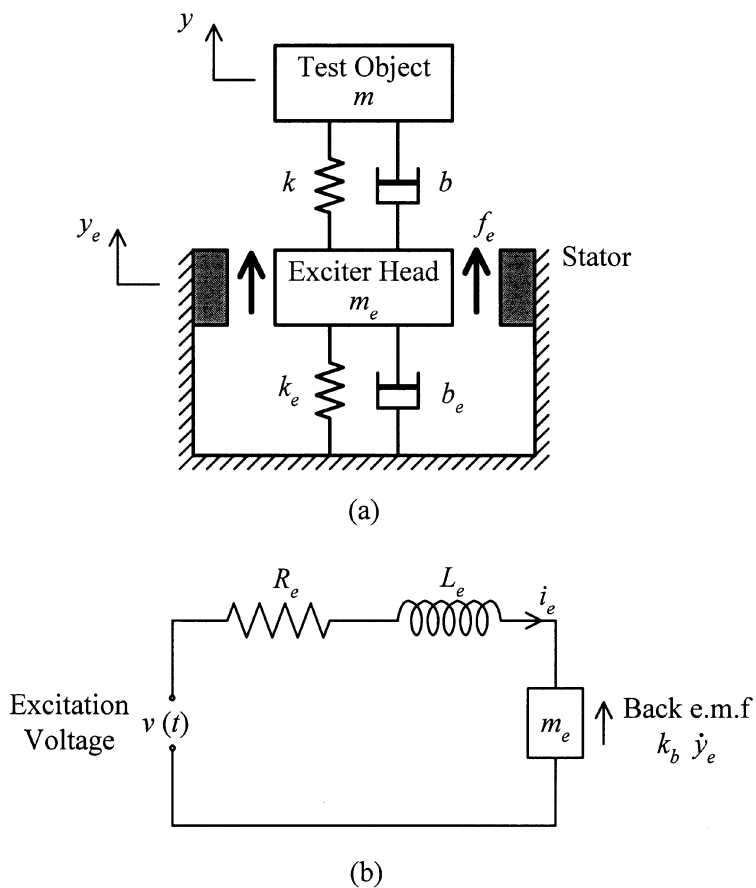 y
Test Object
m
k
b
y_e
f_e
Stator
Exciter Head
m_e
k_e
b_e
(a)
R_e
L_e
i_e
Excitation
Voltage
v (t)
m_e
Back e.m.f
k_b ẏ_e
(b)